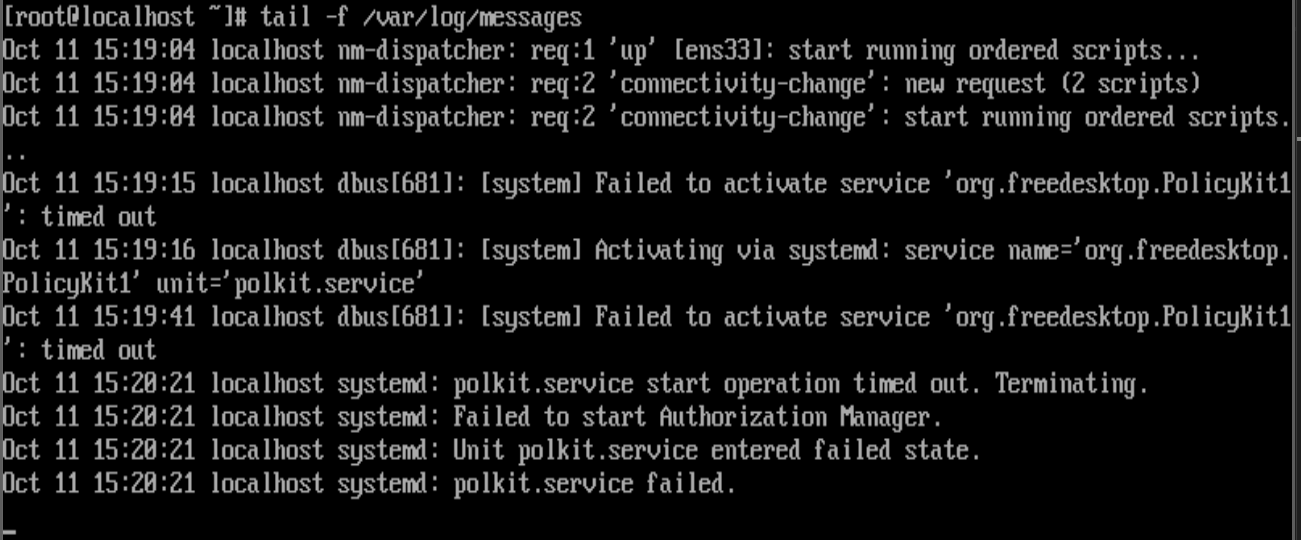 [root@localhost ~]# tail -f /var/log/messages
Oct 11 15:19:04 localhost nm-dispatcher: req:1 'up' [ens33]: start running ordered scripts...
Oct 11 15:19:04 localhost nm-dispatcher: req:2 'connectivity-change': new request (2 scripts)
Oct 11 15:19:04 localhost nm-dispatcher: req:2 'connectivity-change': start running ordered scripts.
..
Oct 11 15:19:15 localhost dbus[681]: [system] Failed to activate service 'org.freedesktop.PolicyKit1
': timed out
Oct 11 15:19:16 localhost dbus[681]: [system] Activating via systemd: service name='org.freedesktop.
PolicyKit1' unit='polkit.service'
Oct 11 15:19:41 localhost dbus[681]: [system] Failed to activate service 'org.freedesktop.PolicyKit1
': timed out
Oct 11 15:20:21 localhost systemd: polkit.service start operation timed out. Terminating.
Oct 11 15:20:21 localhost systemd: Failed to start Authorization Manager.
Oct 11 15:20:21 localhost systemd: Unit polkit.service entered failed state.
Oct 11 15:20:21 localhost systemd: polkit.service failed.